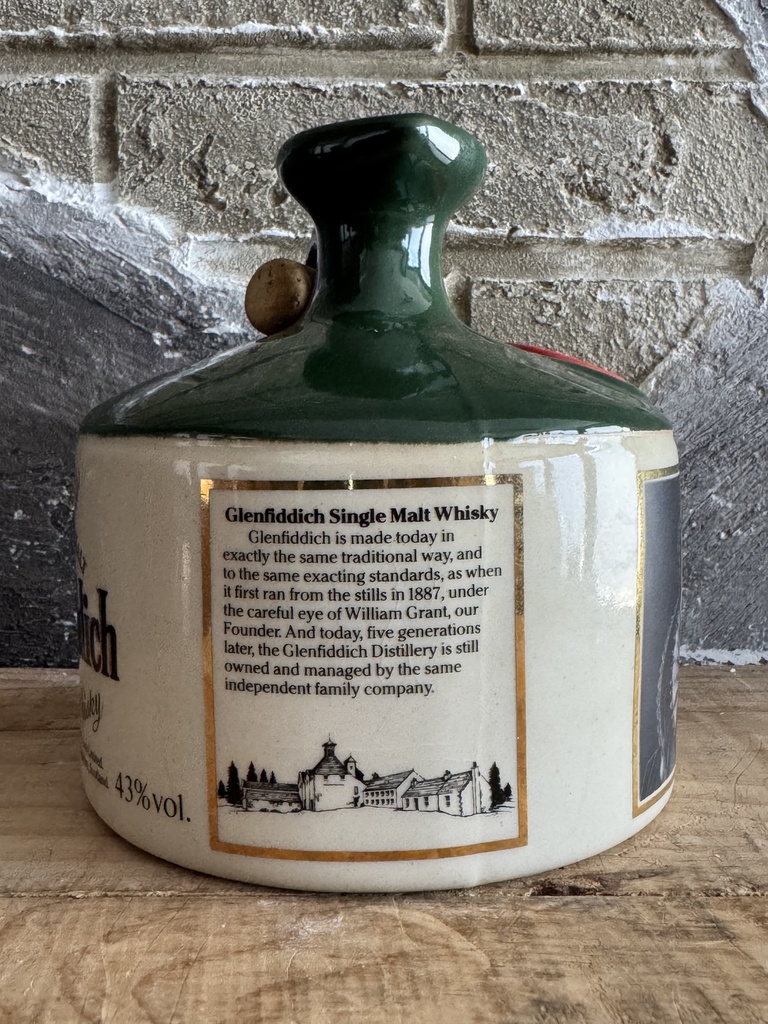 Glenfiddich Single Malt Whisky
Glenfiddich is made today in
exactly the same traditional way, and
to the same exacting standards, as when
it first ran from the stills in 1887, under
the careful eye of William Grant, our
Founder. And today, five generations
later, the Glenfiddich Distillery is still
owned and managed by the same
independent family company.
dich
43% vol.